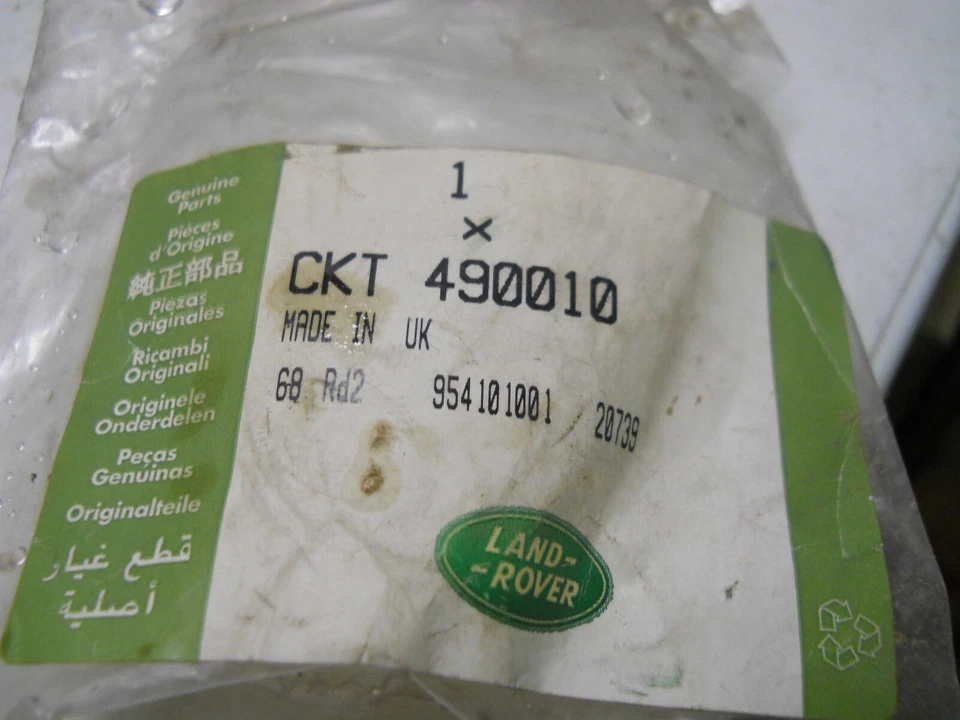 Genuine
Parts
Pièces
d'Origine
純正部品
Piezas
Originales
Ricambi
Originali
Originele
Onderdelen
Peças
Genuinas
Originalteile
قطع غيار
أصلية
1
×
CKT 490010
MADE IN UK
68 Rd2 954101001 20739
LAND-
-ROVER